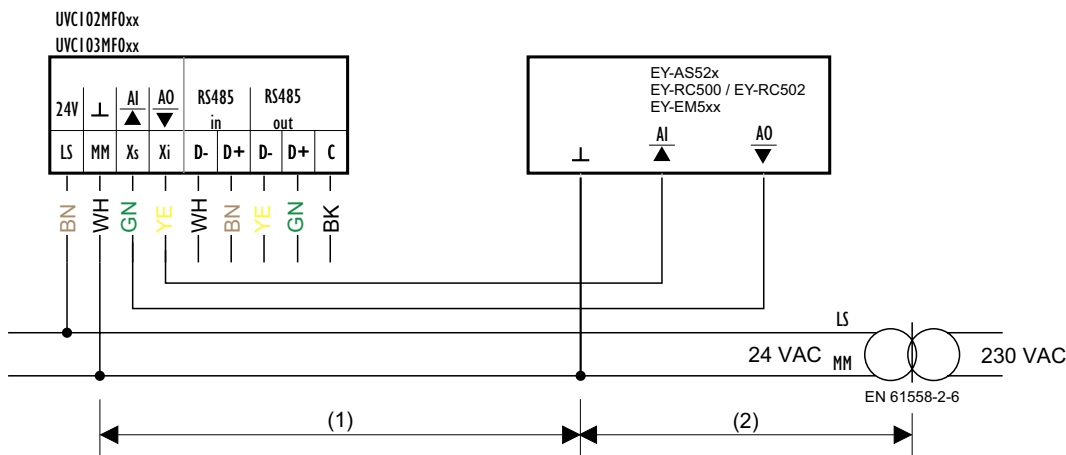 UVC102MF0xx
UVC103MF0xx
24V ⊥ AI AO RS485 in RS485 out
LS MM Xs Xi D- D+ D- D+ C
BN WH GN YE WH BN YE GN BK
EY-AS52x
EY-RC500 / EY-RC502
EY-EM5xx
⊥ AI AO
LS
24 VAC MM 230 VAC
EN 61558-2-6
(1) (2)